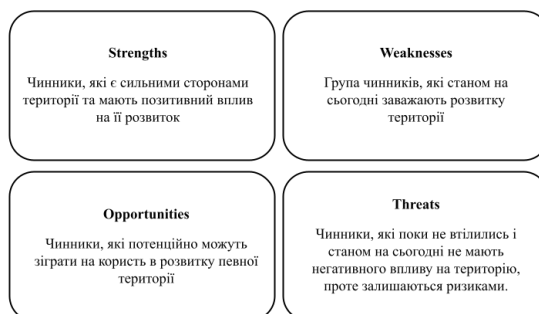 Strengths
Чинники, які є сильними сторонами
території та мають позитивний вплив
на її розвиток
Weaknesses
Група чинників, які станом на
сьогодні заважають розвитку
території
Opportunities
Чинники, які потенційно можуть
зіграти на користь в розвитку певної
території
Threats
Чинники, які поки не втілились і
станом на сьогодні не мають
негативного впливу на територію,
проте залишаються ризиками.